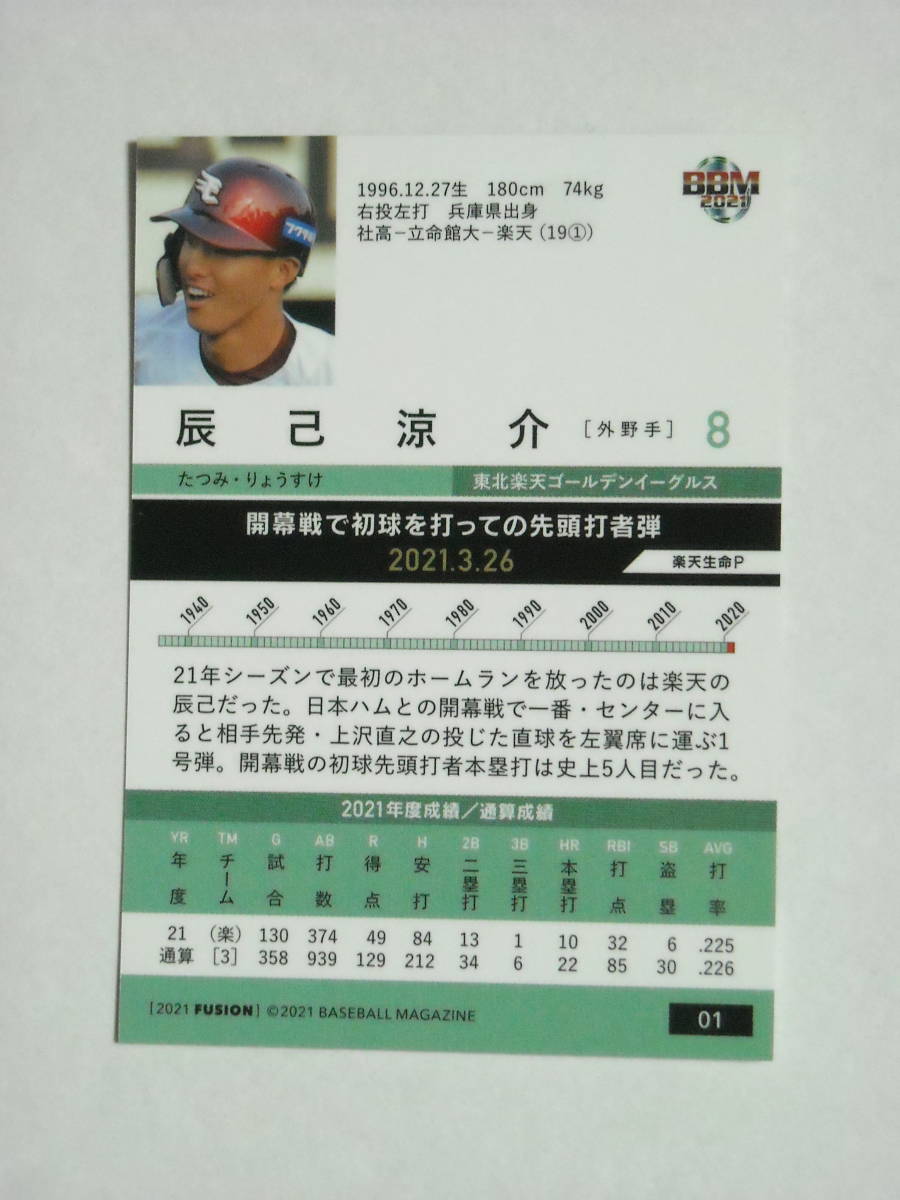 1996.12.27生 180cm 74kg
右投左打 兵庫県出身
社高−立命館大−楽天（19①）
BBM
2021
辰己涼介 [外野手] 8
たつみ・りょうすけ
東北楽天ゴールデンイーグルス
開幕戦で初球を打っての先頭打者弾
2021.3.26
楽天生命P
1940 1950 1960 1970 1980 1990 2000 2010 2020
21年シーズンで最初のホームランを放ったのは楽天の
辰己だった。日本ハムとの開幕戦で一番・センターに入
ると相手先発・上沢直之の投じた直球を左翼席に運ぶ1
号弾。開幕戦の初球先頭打者本塁打は史上5人目だった。
2021年度成績／通算成績
YR TM G AB R H 2B 3B HR RBI SB AVG
年度 チーム 試合 打数 得点 安打 二塁打 三塁打 本塁打 打点 盗塁 打率
21 （楽） 130 374 49 84 13 1 10 32 6 .225
通算 [3] 358 939 129 212 34 6 22 85 30 .226
[2021 FUSION] ©2021 BASEBALL MAGAZINE
01